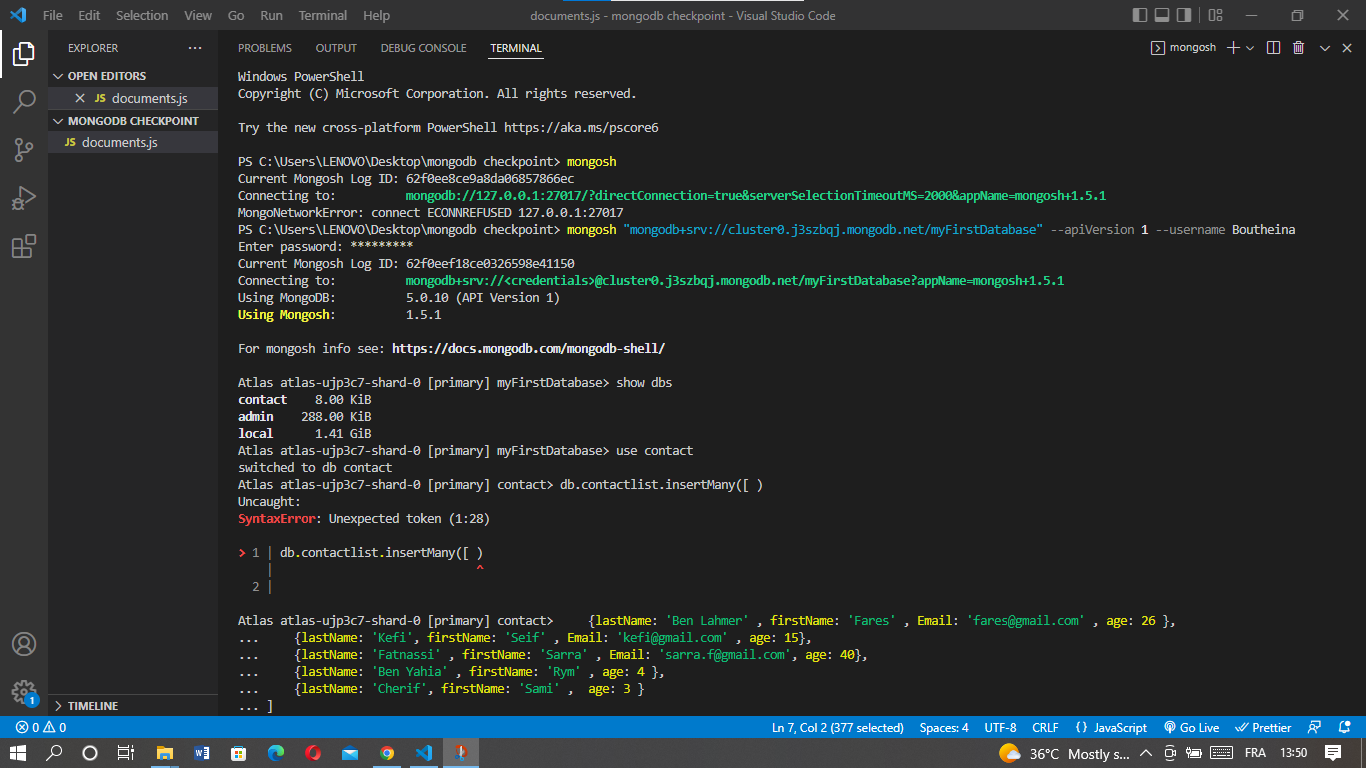 File Edit Selection View Go Run Terminal Help
documents.js - mongodb checkpoint - Visual Studio Code
EXPLORER
OPEN EDITORS
JS documents.js
MONGODB CHECKPOINT
JS documents.js
TIMELINE
PROBLEMS OUTPUT DEBUG CONSOLE TERMINAL
mongosh
Windows PowerShell
Copyright (C) Microsoft Corporation. All rights reserved.
Try the new cross-platform PowerShell https://aka.ms/pscore6
PS C:\Users\LENOVO\Desktop\mongodb checkpoint> mongosh
Current Mongosh Log ID: 62f0ee8ce9a8da06857866ec
Connecting to: mongodb://127.0.0.1:27017/?directConnection=true&serverSelectionTimeoutMS=2000&appName=mongosh+1.5.1
MongoNetworkError: connect ECONNREFUSED 127.0.0.1:27017
PS C:\Users\LENOVO\Desktop\mongodb checkpoint> mongosh "mongodb+srv://cluster0.j3szbqj.mongodb.net/myFirstDatabase" --apiVersion 1 --username Boutheina
Enter password: *********
Current Mongosh Log ID: 62f0eef18ce0326598e41150
Connecting to: mongodb+srv://<credentials>@cluster0.j3szbqj.mongodb.net/myFirstDatabase?appName=mongosh+1.5.1
Using MongoDB: 5.0.10 (API Version 1)
Using Mongosh: 1.5.1
For mongosh info see: https://docs.mongodb.com/mongodb-shell/
Atlas atlas-ujp3c7-shard-0 [primary] myFirstDatabase> show dbs
contact 8.00 KiB
admin 288.00 KiB
local 1.41 GiB
Atlas atlas-ujp3c7-shard-0 [primary] myFirstDatabase> use contact
switched to db contact
Atlas atlas-ujp3c7-shard-0 [primary] contact> db.contactlist.insertMany([ )
Uncaught:
SyntaxError: Unexpected token (1:28)
> 1 | db.contactlist.insertMany([ )
| ^
2 |
Atlas atlas-ujp3c7-shard-0 [primary] contact> {lastName: 'Ben Lahmer' , firstName: 'Fares' , Email: 'fares@gmail.com' , age: 26 },
... {lastName: 'Kefi', firstName: 'Seif' , Email: 'kefi@gmail.com' , age: 15},
... {lastName: 'Fatnassi' , firstName: 'Sarra' , Email: 'sarra.f@gmail.com', age: 40},
... {lastName: 'Ben Yahia' , firstName: 'Rym' , age: 4 },
... {lastName: 'Cherif', firstName: 'Sami' , age: 3 }
... ]
1
0 0
Ln 7, Col 2 (377 selected) Spaces: 4 UTF-8 CRLF {} JavaScript Go Live Prettier
36°C Mostly s... FRA 13:50